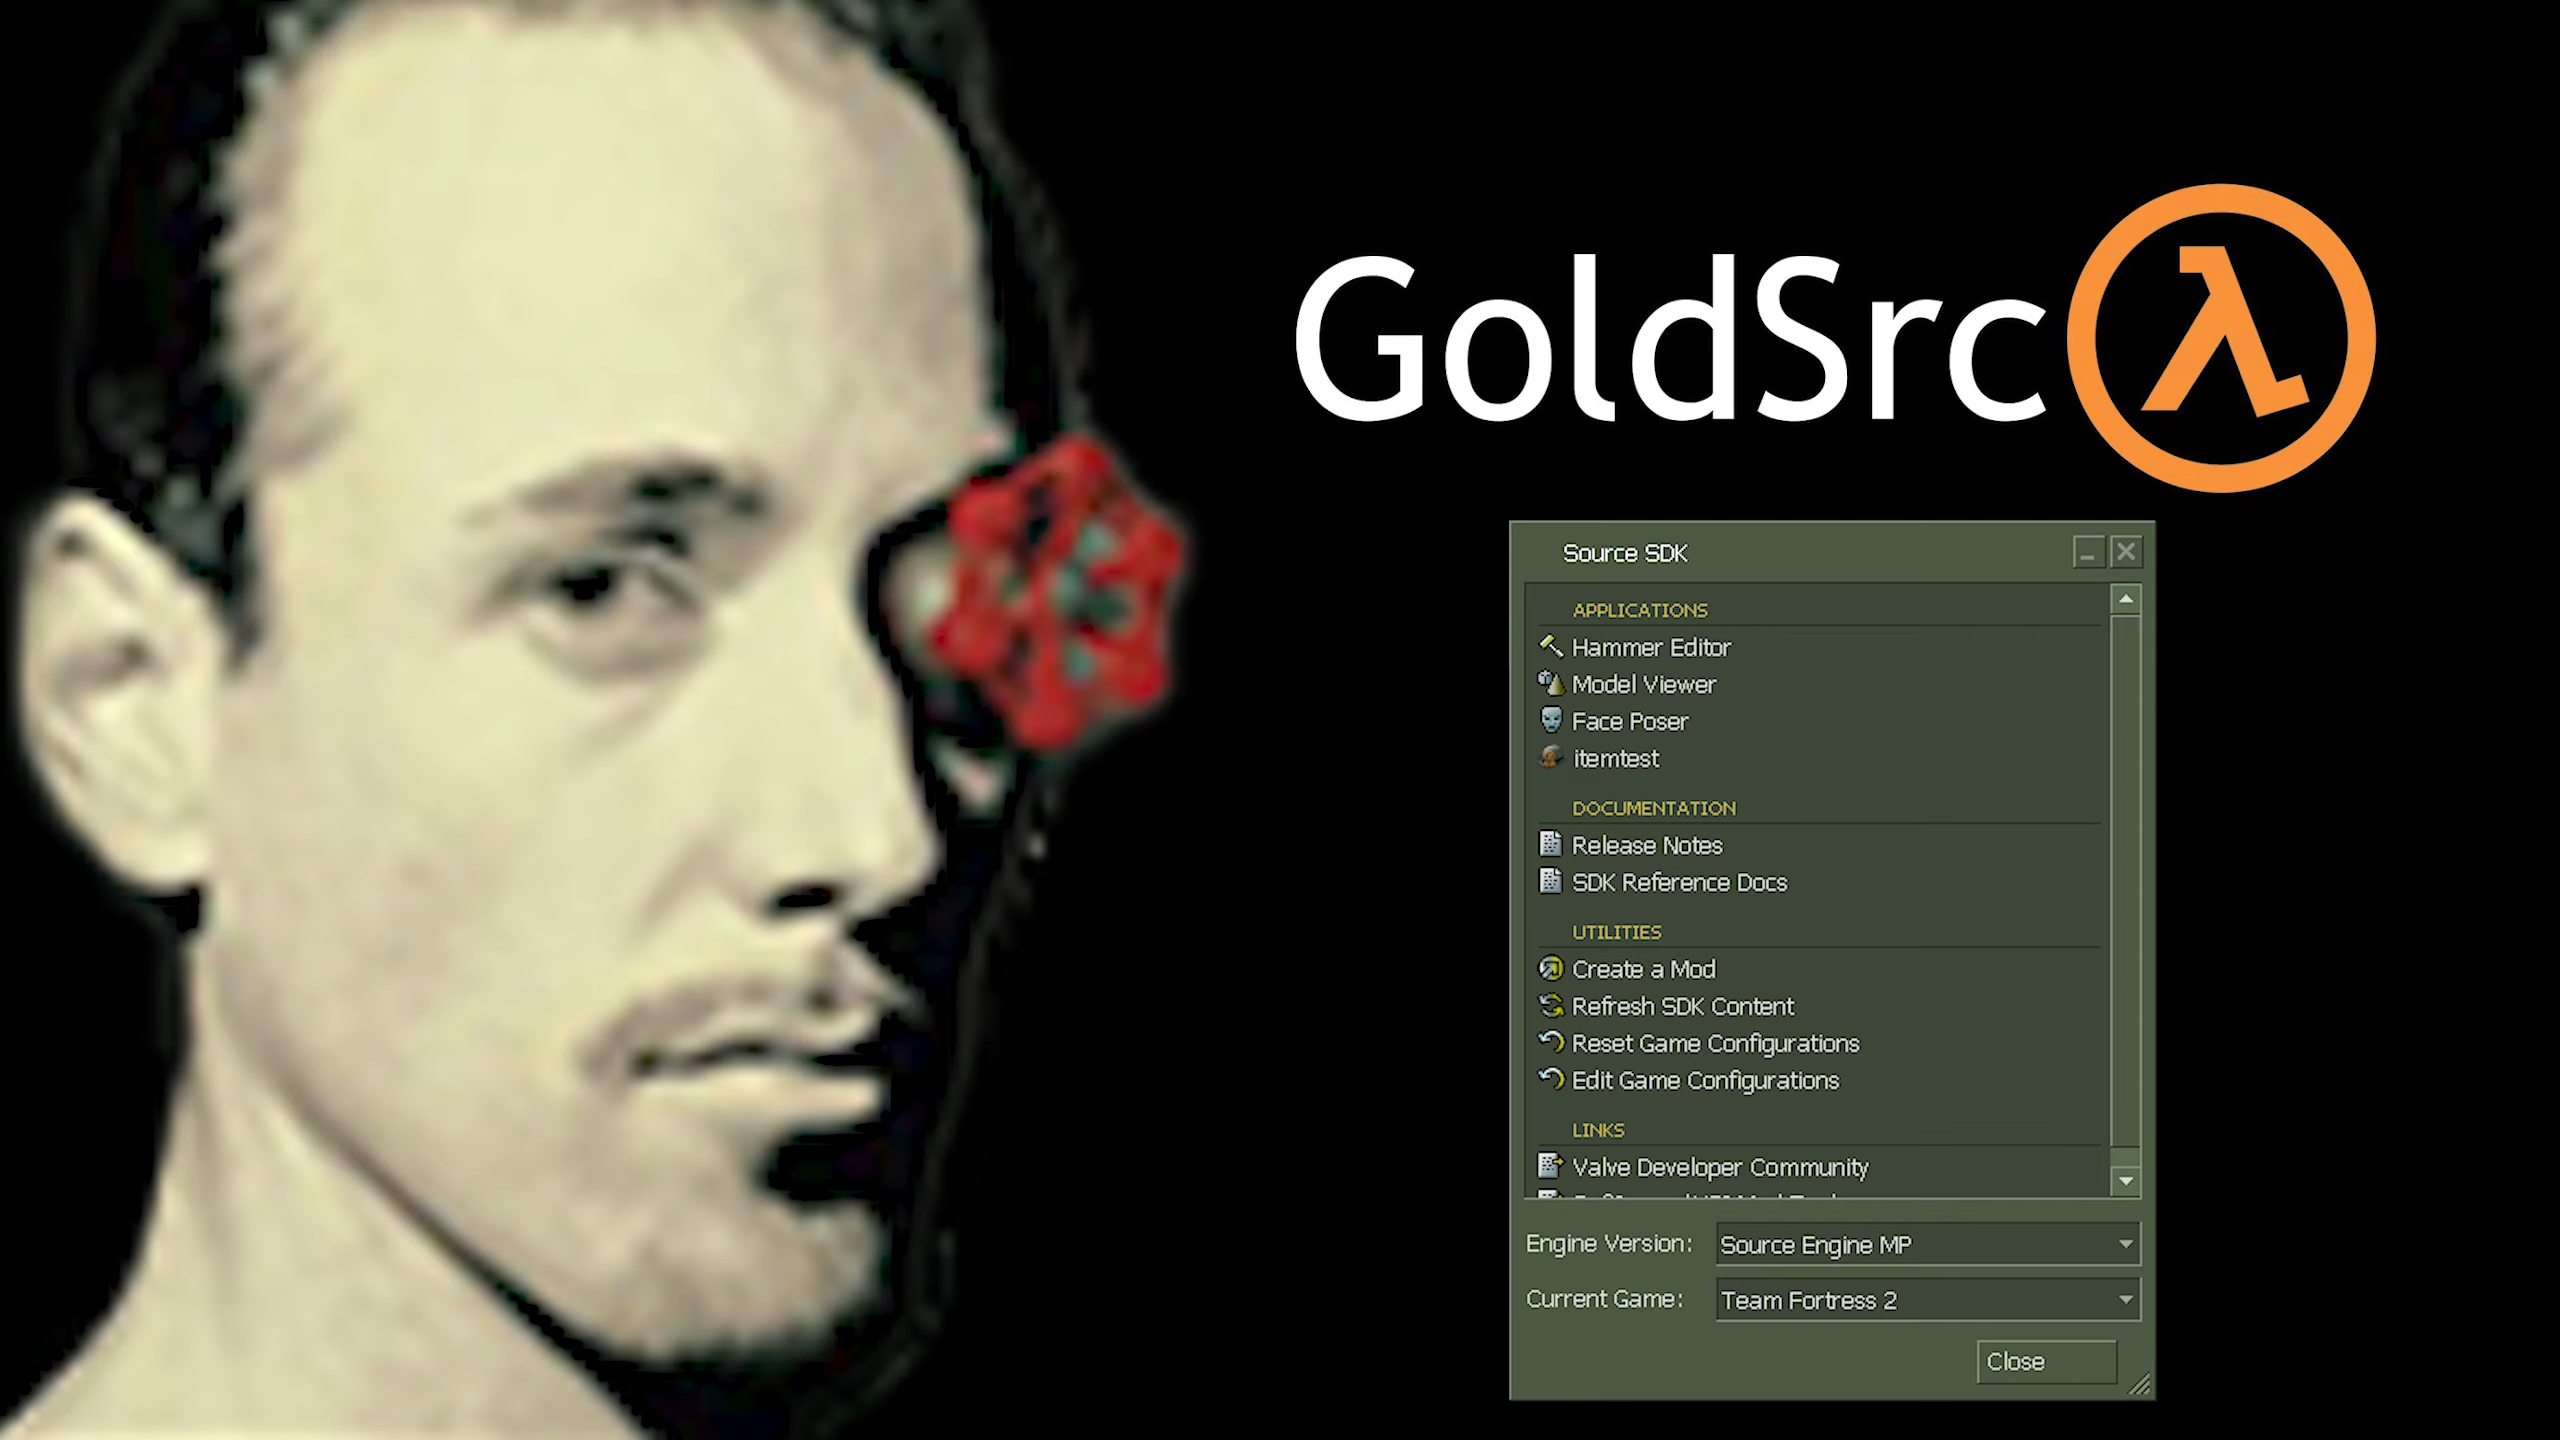 GoldSrc
Source SDK
APPLICATIONS
Hammer Editor
Model Viewer
Face Poser
itemtest
DOCUMENTATION
Release Notes
SDK Reference Docs
UTILITIES
Create a Mod
Refresh SDK Content
Reset Game Configurations
Edit Game Configurations
LINKS
Valve Developer Community
Engine Version: Source Engine MP
Current Game: Team Fortress 2
Close